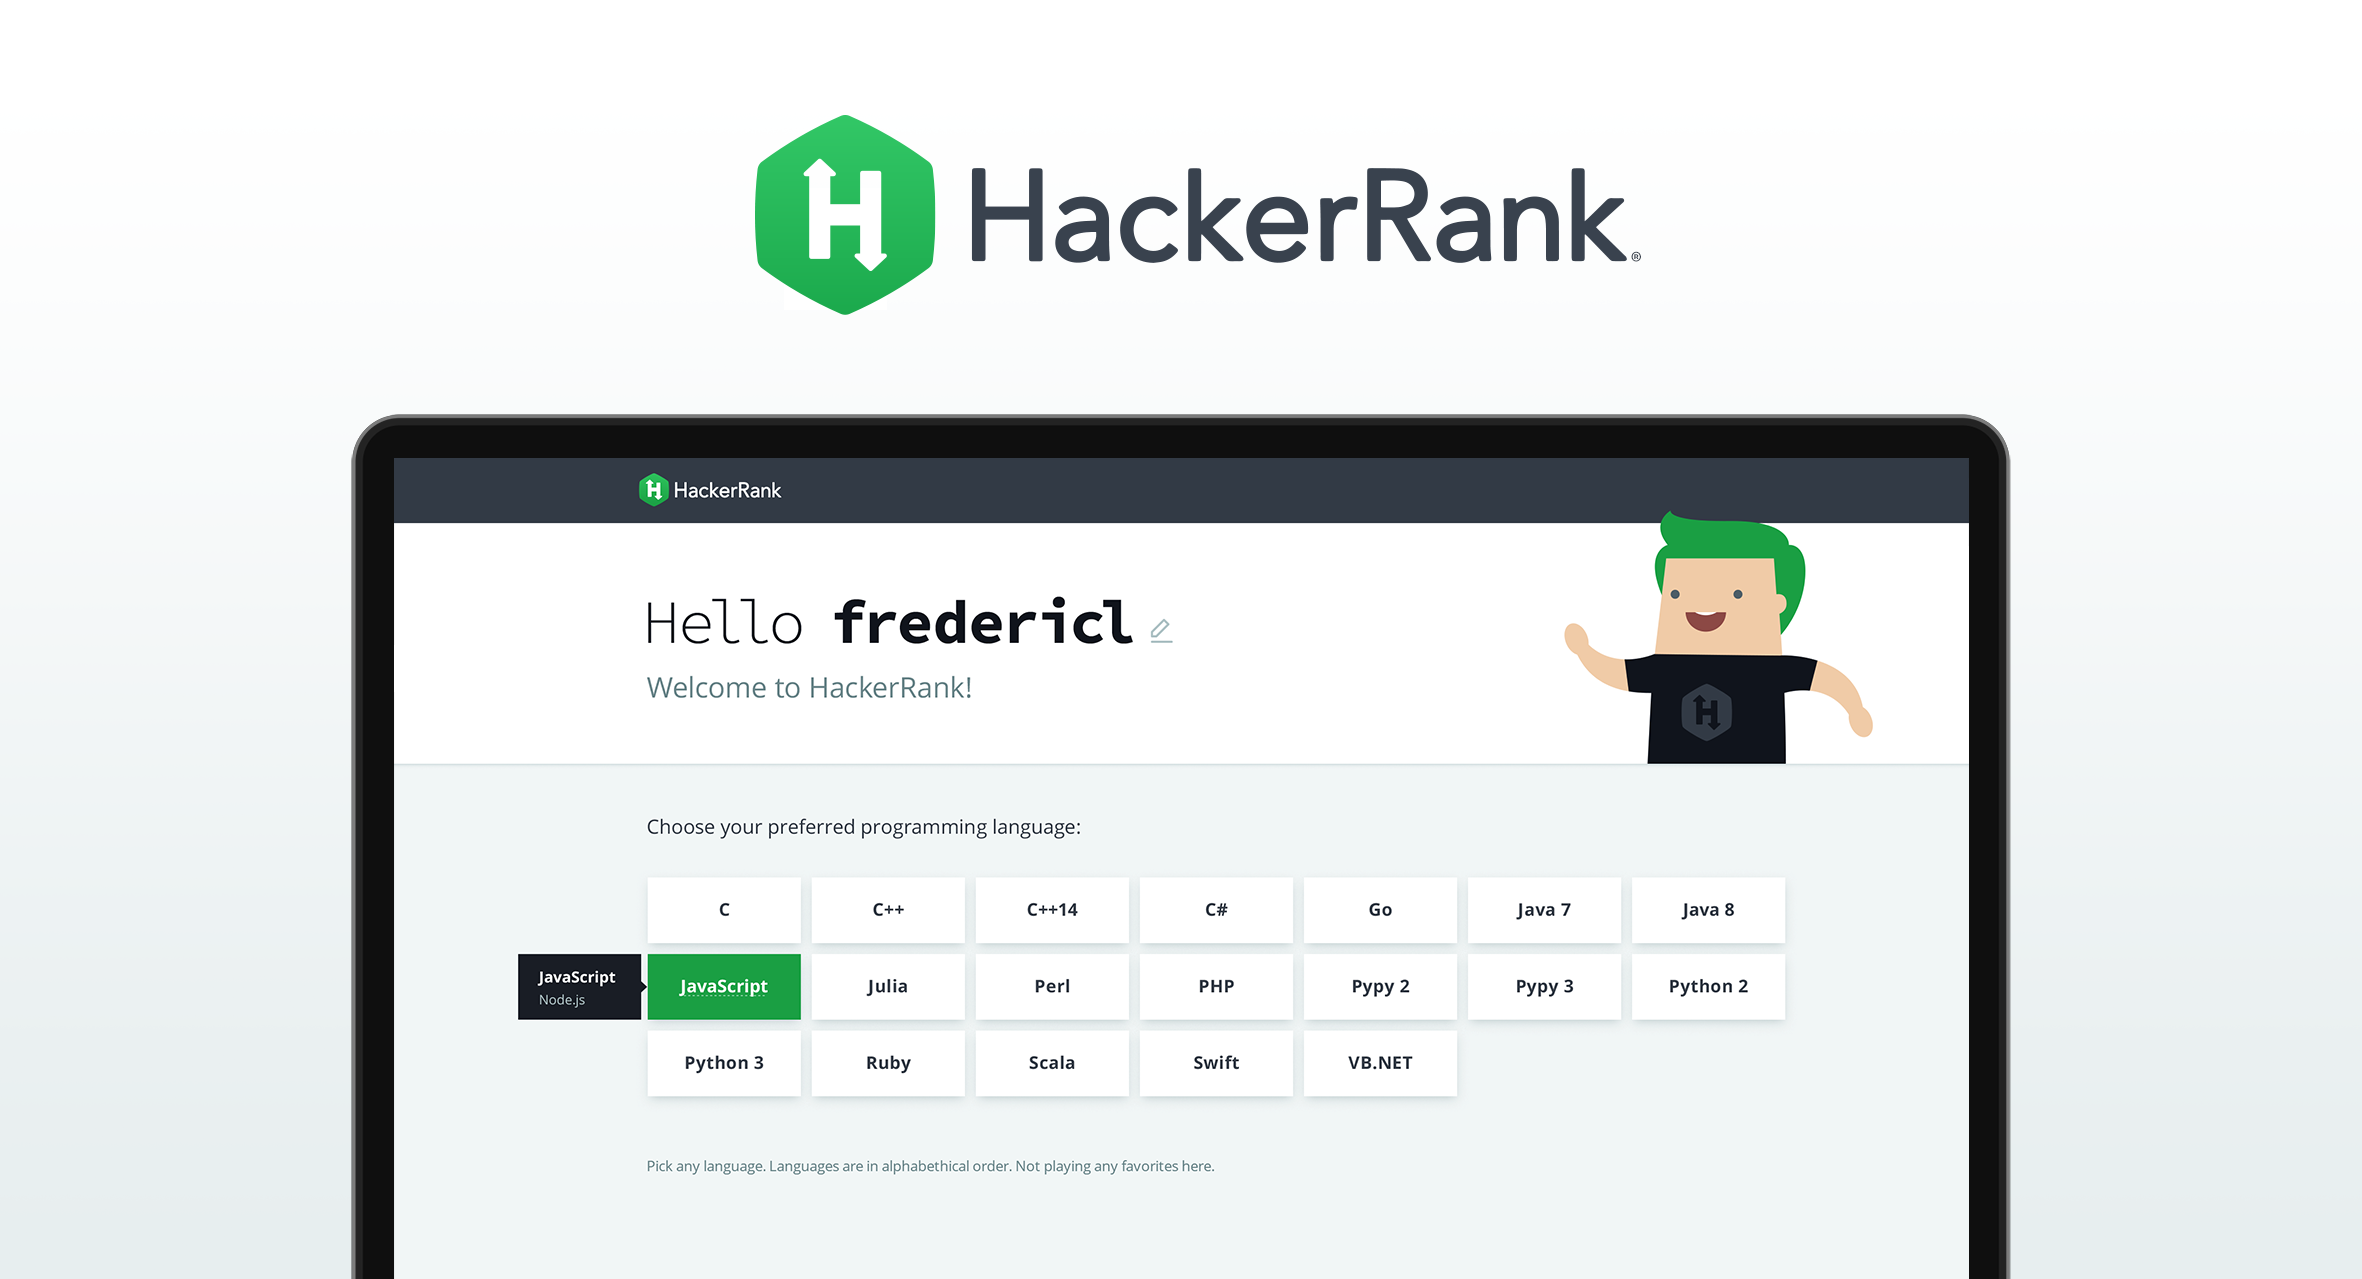 HackerRank®
HackerRank
Hello fredericl
Welcome to HackerRank!
Choose your preferred programming language:
C C++ C++14 C# Go Java 7 Java 8
JavaScript
Node.js
JavaScript Julia Perl PHP Pypy 2 Pypy 3 Python 2
Python 3 Ruby Scala Swift VB.NET
Pick any language. Languages are in alphabethical order. Not playing any favorites here.